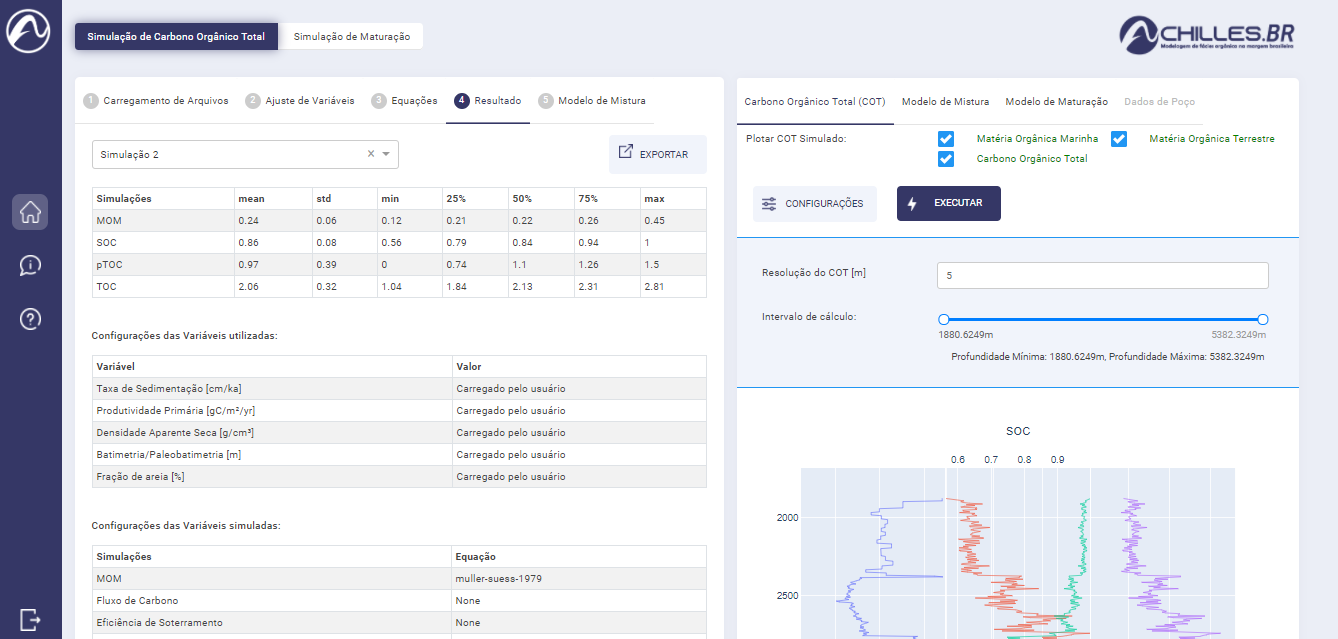 Simulação de Carbono Orgânico Total
Simulação de Maturação
ACHILLES.BR
Modelagem de fácies orgânica na margem brasileira
1 Carregamento de Arquivos 2 Ajuste de Variáveis 3 Equações 4 Resultado 5 Modelo de Mistura
Simulação 2 ×
EXPORTAR
Simulações mean std min 25% 50% 75% max
MOM 0.24 0.06 0.12 0.21 0.22 0.26 0.45
SOC 0.86 0.08 0.56 0.79 0.84 0.94 1
pTOC 0.97 0.39 0 0.74 1.1 1.26 1.5
TOC 2.06 0.32 1.04 1.84 2.13 2.31 2.81
Configurações das Variáveis utilizadas:
Variável Valor
Taxa de Sedimentação [cm/ka] Carregado pelo usuário
Produtividade Primária [gC/m²/yr] Carregado pelo usuário
Densidade Aparente Seca [g/cm³] Carregado pelo usuário
Batimetria/Paleobatimetria [m] Carregado pelo usuário
Fração de areia [%] Carregado pelo usuário
Configurações das Variáveis simuladas:
Simulações Equação
MOM muller-suess-1979
Fluxo de Carbono None
Eficiência de Soterramento None
Carbono Orgânico Total (COT) Modelo de Mistura Modelo de Maturação Dados de Poço
Plotar COT Simulado: Matéria Orgânica Marinha Matéria Orgânica Terrestre
Carbono Orgânico Total
CONFIGURAÇÕES EXECUTAR
Resolução do COT [m] 5
Intervalo de cálculo:
1880.6249m 5382.3249m
Profundidade Mínima: 1880.6249m, Profundidade Máxima: 5382.3249m
SOC
0.6 0.7 0.8 0.9
2000
2500